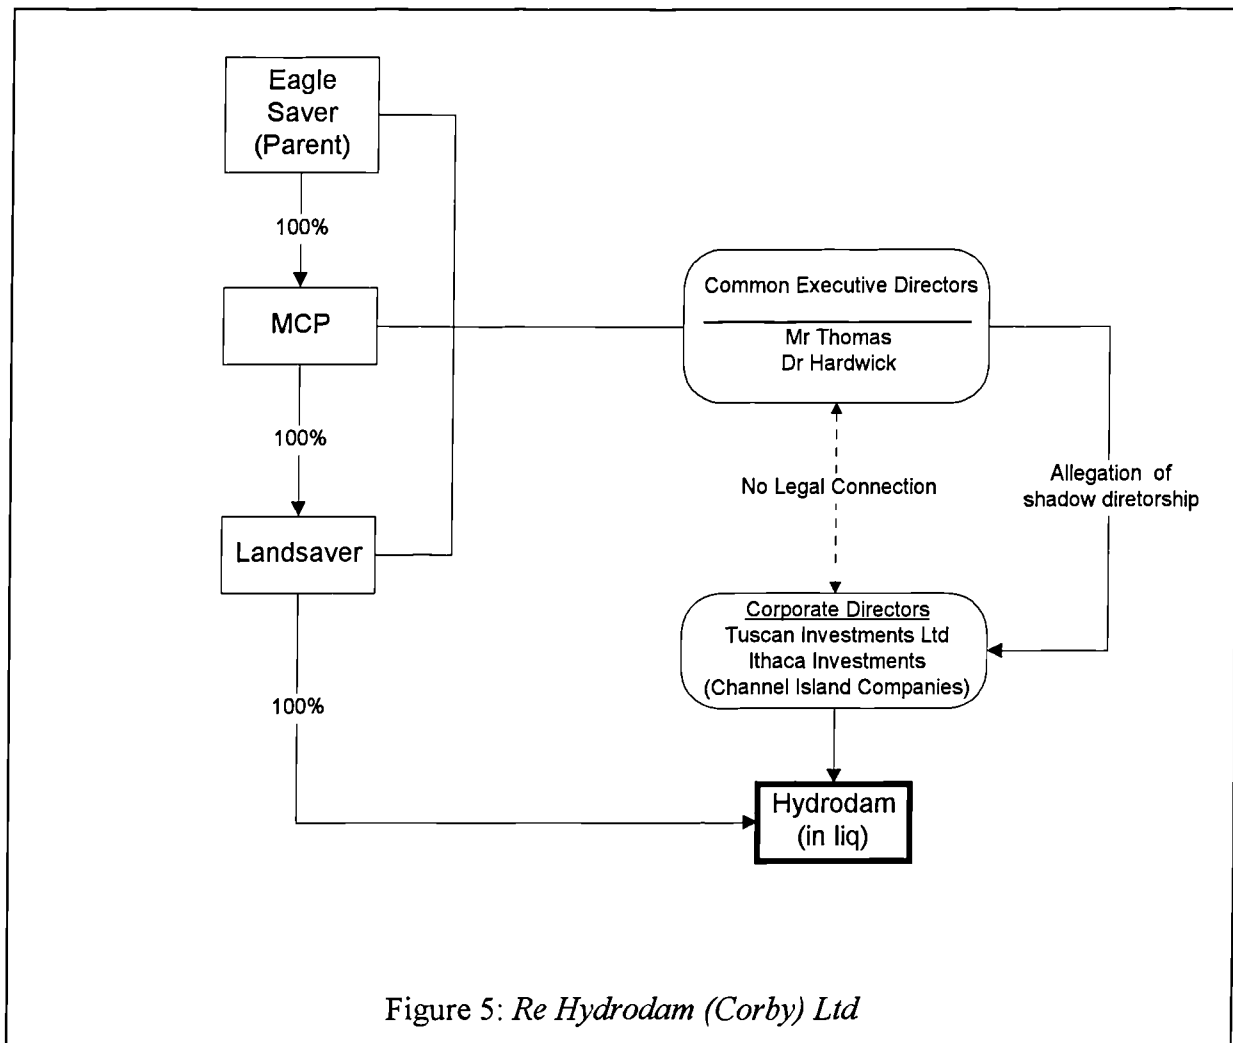 Eagle
Saver
(Parent)
100%
MCP
100%
Landsaver
100%
Common Executive Directors
Mr Thomas
Dr Hardwick
No Legal Connection
Allegation of
shadow diretorship
Corporate Directors
Tuscan Investments Ltd
Ithaca Investments
(Channel Island Companies)
Hydrodam
(in liq)
Figure 5: Re Hydrodam (Corby) Ltd